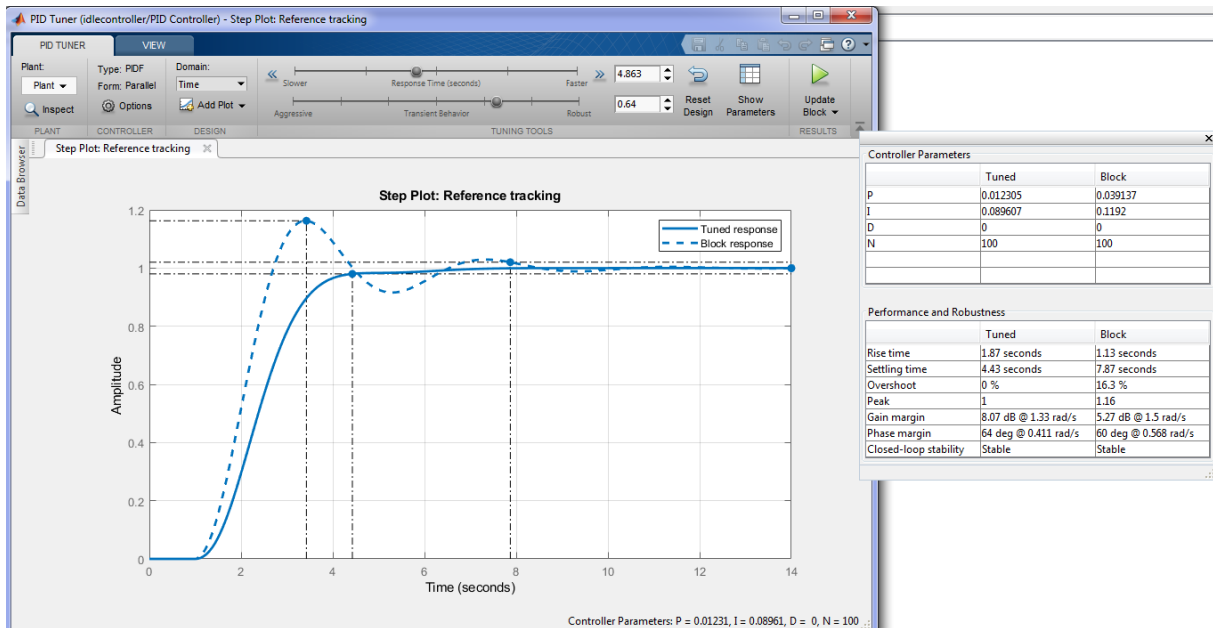 PID Tuner (idlecontroller/PID Controller) - Step Plot: Reference tracking
PID TUNER VIEW
Plant:
Plant
Inspect
PLANT
Type: PIDF
Form: Parallel
Options
CONTROLLER
Domain:
Time
Add Plot
DESIGN
Slower Response Time (seconds) Faster 4.863
Aggressive Transient Behavior Robust 0.64
TUNING TOOLS
Reset
Design
Show
Parameters
Update
Block
RESULTS
Data Browser
Step Plot: Reference tracking
Step Plot: Reference tracking
Tuned response
Block response
Amplitude
1.2
1
0.8
0.6
0.4
0.2
0
0 2 4 6 8 10 12 14
Time (seconds)
Controller Parameters: P = 0.01231, I = 0.08961, D = 0, N = 100
Controller Parameters
Tuned Block
P 0.012305 0.039137
I 0.089607 0.1192
D 0 0
N 100 100
Performance and Robustness
Tuned Block
Rise time 1.87 seconds 1.13 seconds
Settling time 4.43 seconds 7.87 seconds
Overshoot 0 % 16.3 %
Peak 1 1.16
Gain margin 8.07 dB @ 1.33 rad/s 5.27 dB @ 1.5 rad/s
Phase margin 64 deg @ 0.411 rad/s 60 deg @ 0.568 rad/s
Closed-loop stability Stable Stable